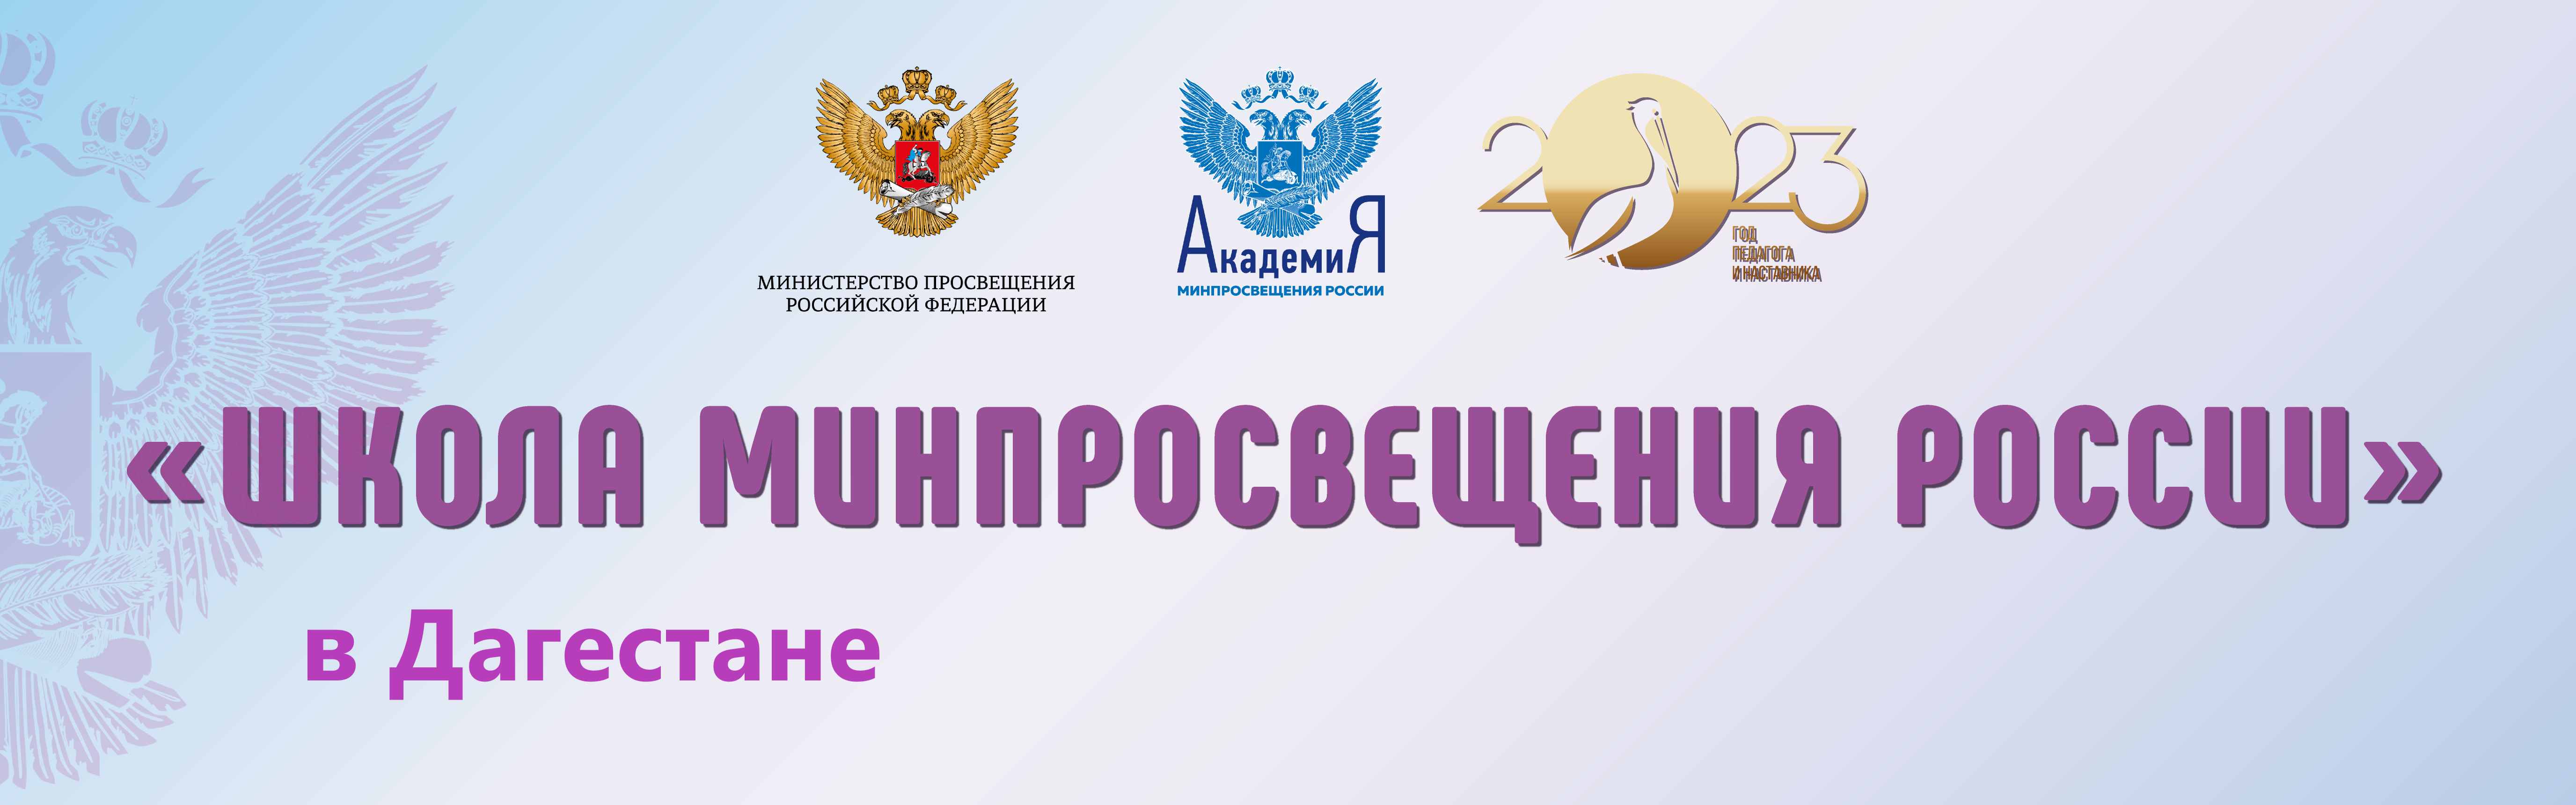 МИНИСТЕРСТВО ПРОСВЕЩЕНИЯ
РОССИЙСКОЙ ФЕДЕРАЦИИ
АкадемиЯ
МИНПРОСВЕЩЕНИЯ РОССИИ
2023
ГОД
ПЕДАГОГА
И НАСТАВНИКА
«ШКОЛА МИНПРОСВЕЩЕНИЯ РОССИИ»
в Дагестане